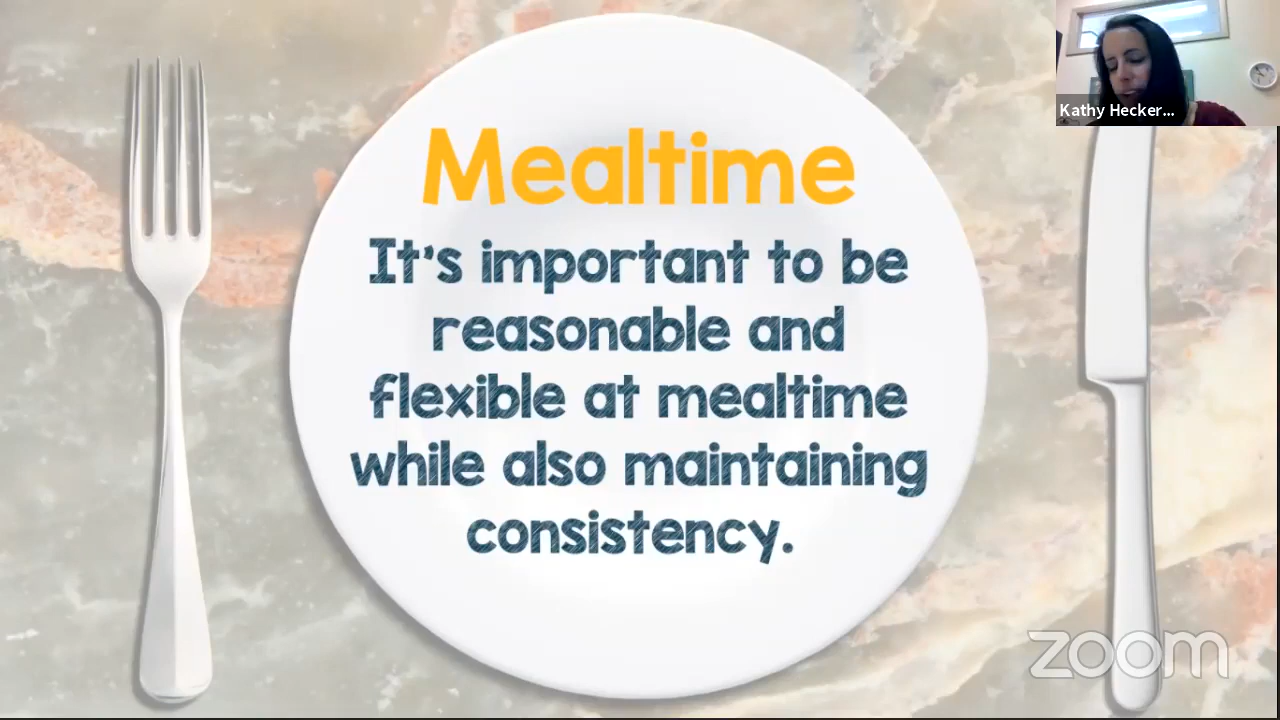 Kathy Hecker...
Mealtime
It's important to be
reasonable and
flexible at mealtime
while also maintaining
consistency.
zoom